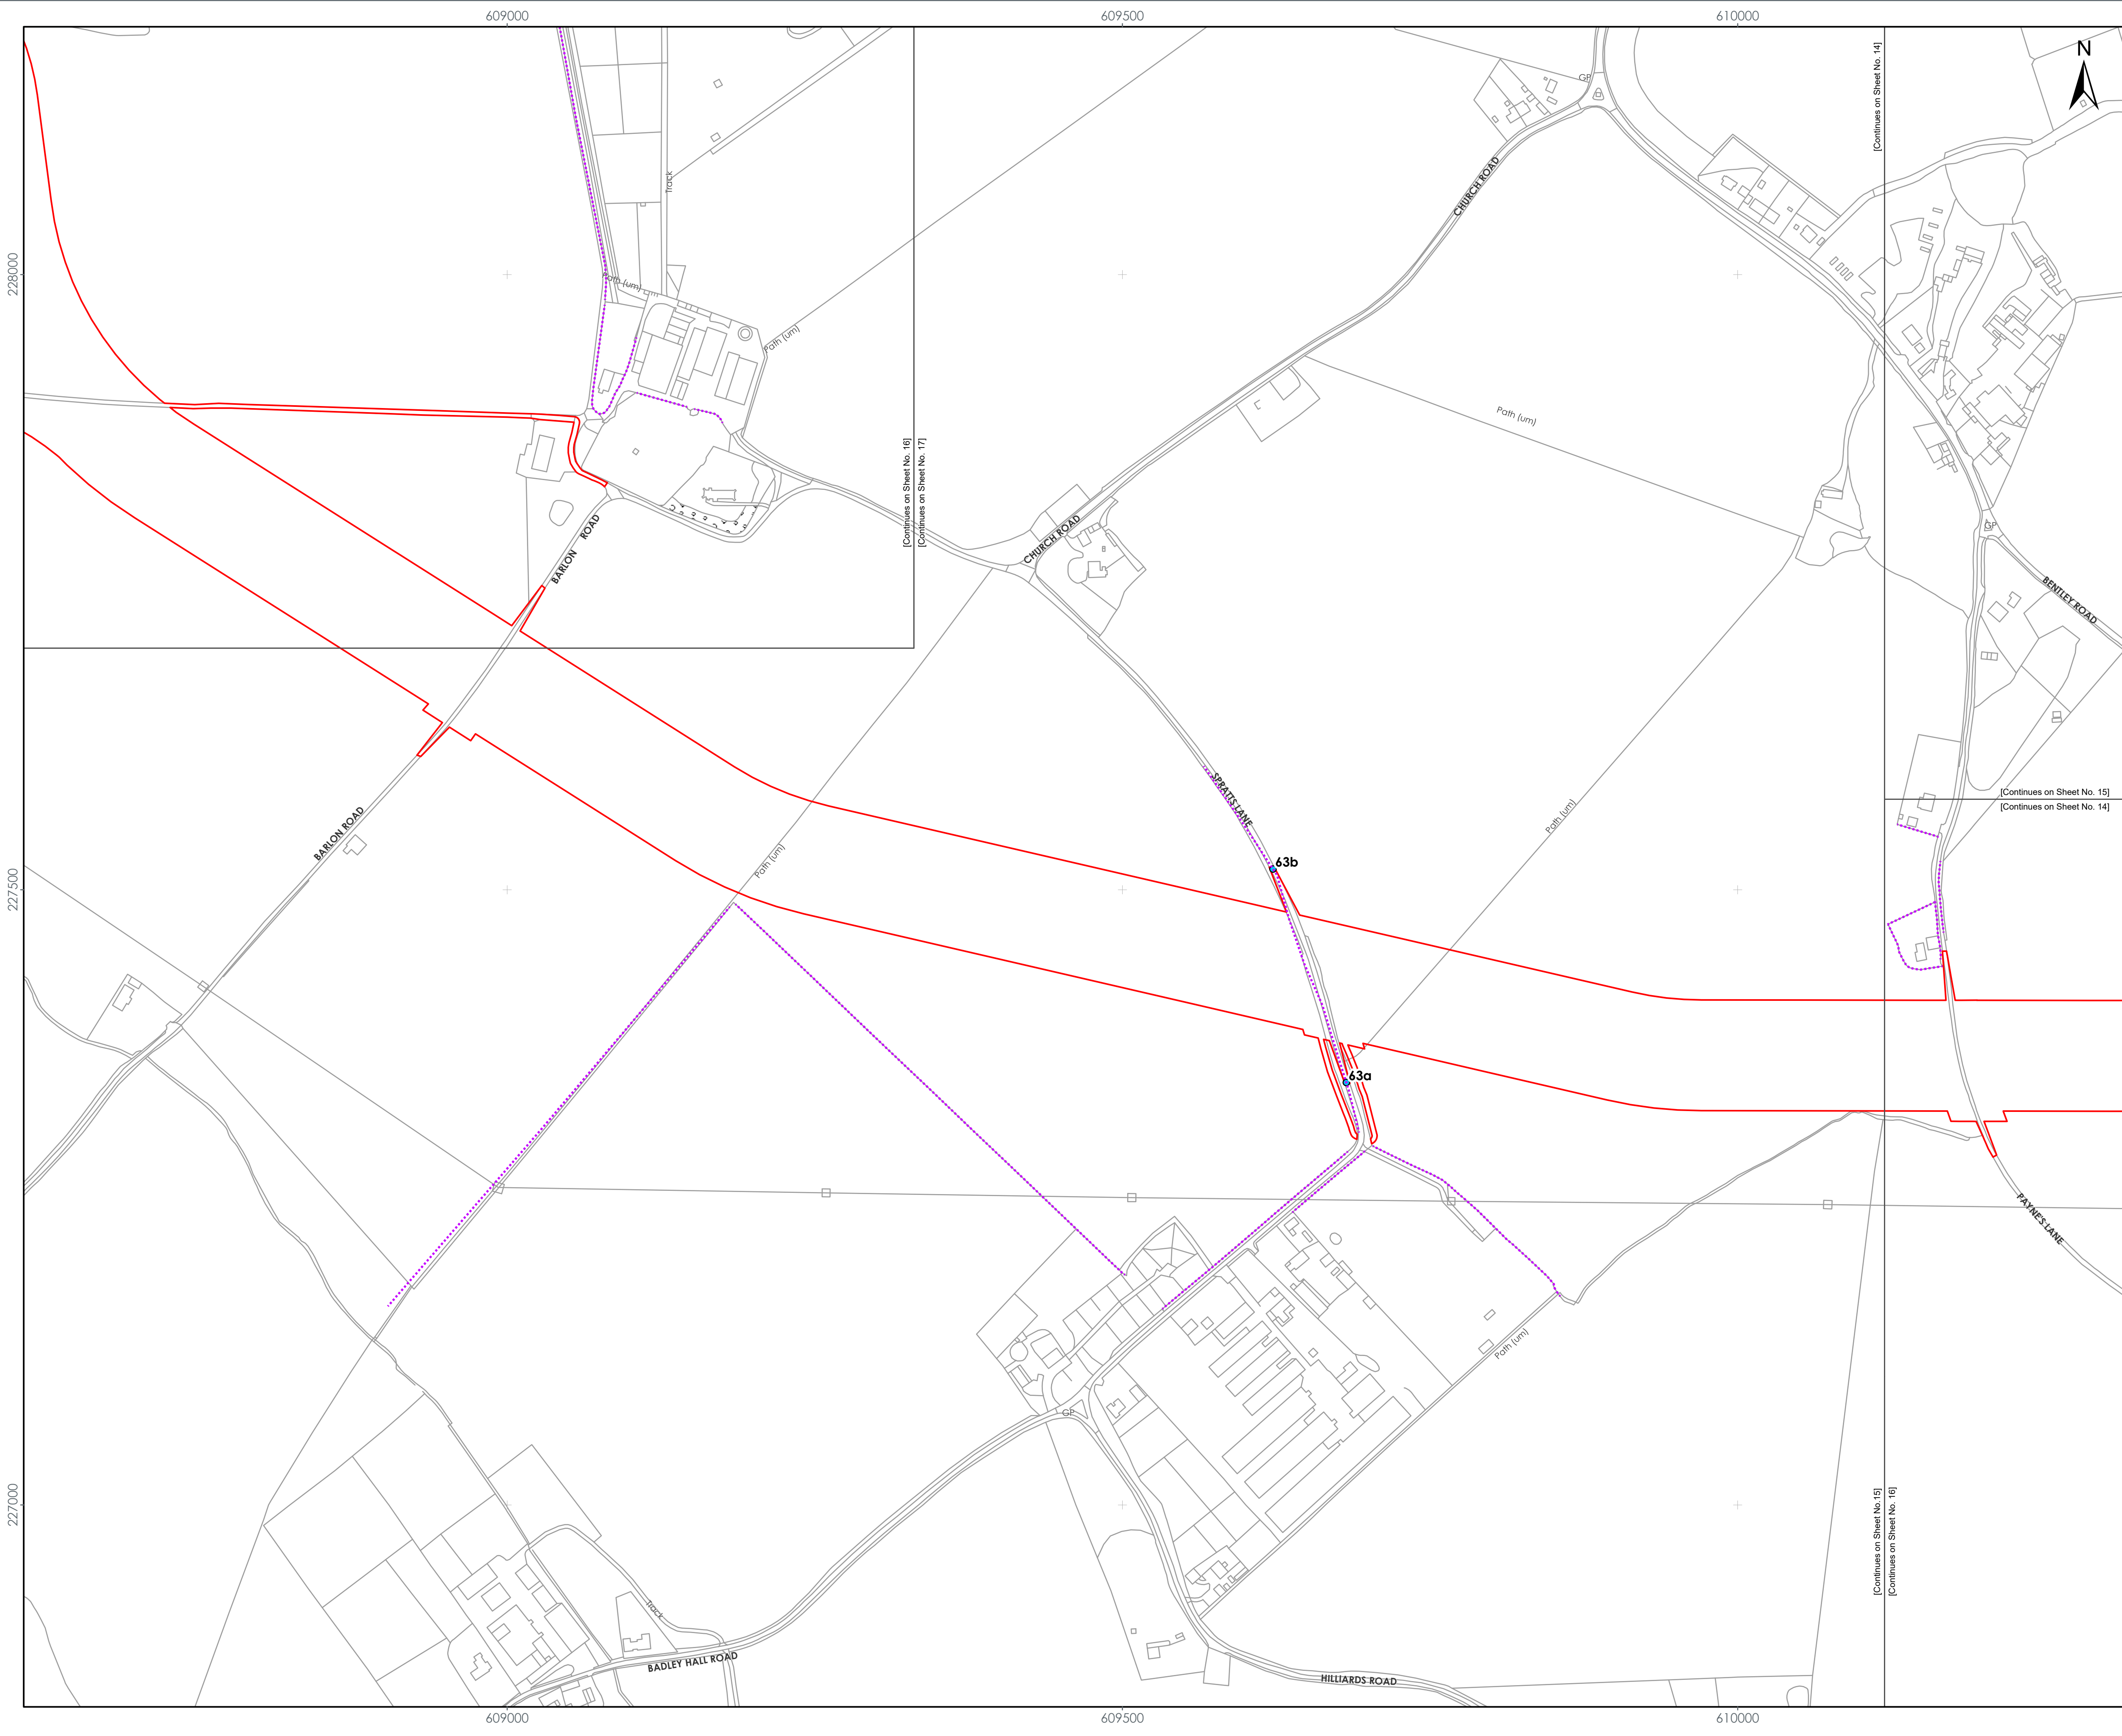 609000
609500
610000
N
[Continues on Sheet No. 14]
GP
CHURCH ROAD
Track
228000
Path (um)
Path (um)
Path (um)
[Continues on Sheet No. 16]
[Continues on Sheet No. 17]
CHURCH ROAD
BARLON ROAD
GP
BENTLEY ROAD
SPRATTS LANE
[Continues on Sheet No. 15]
[Continues on Sheet No. 14]
BARLON ROAD
Path (um)
Path (um)
63b
227500
63a
PAYNE'S LANE
Path (um)
GP
227000
[Continues on Sheet No.15]
[Continues on Sheet No. 16]
Track
BADLEY HALL ROAD
HILLIARDS ROAD
609000
609500
610000